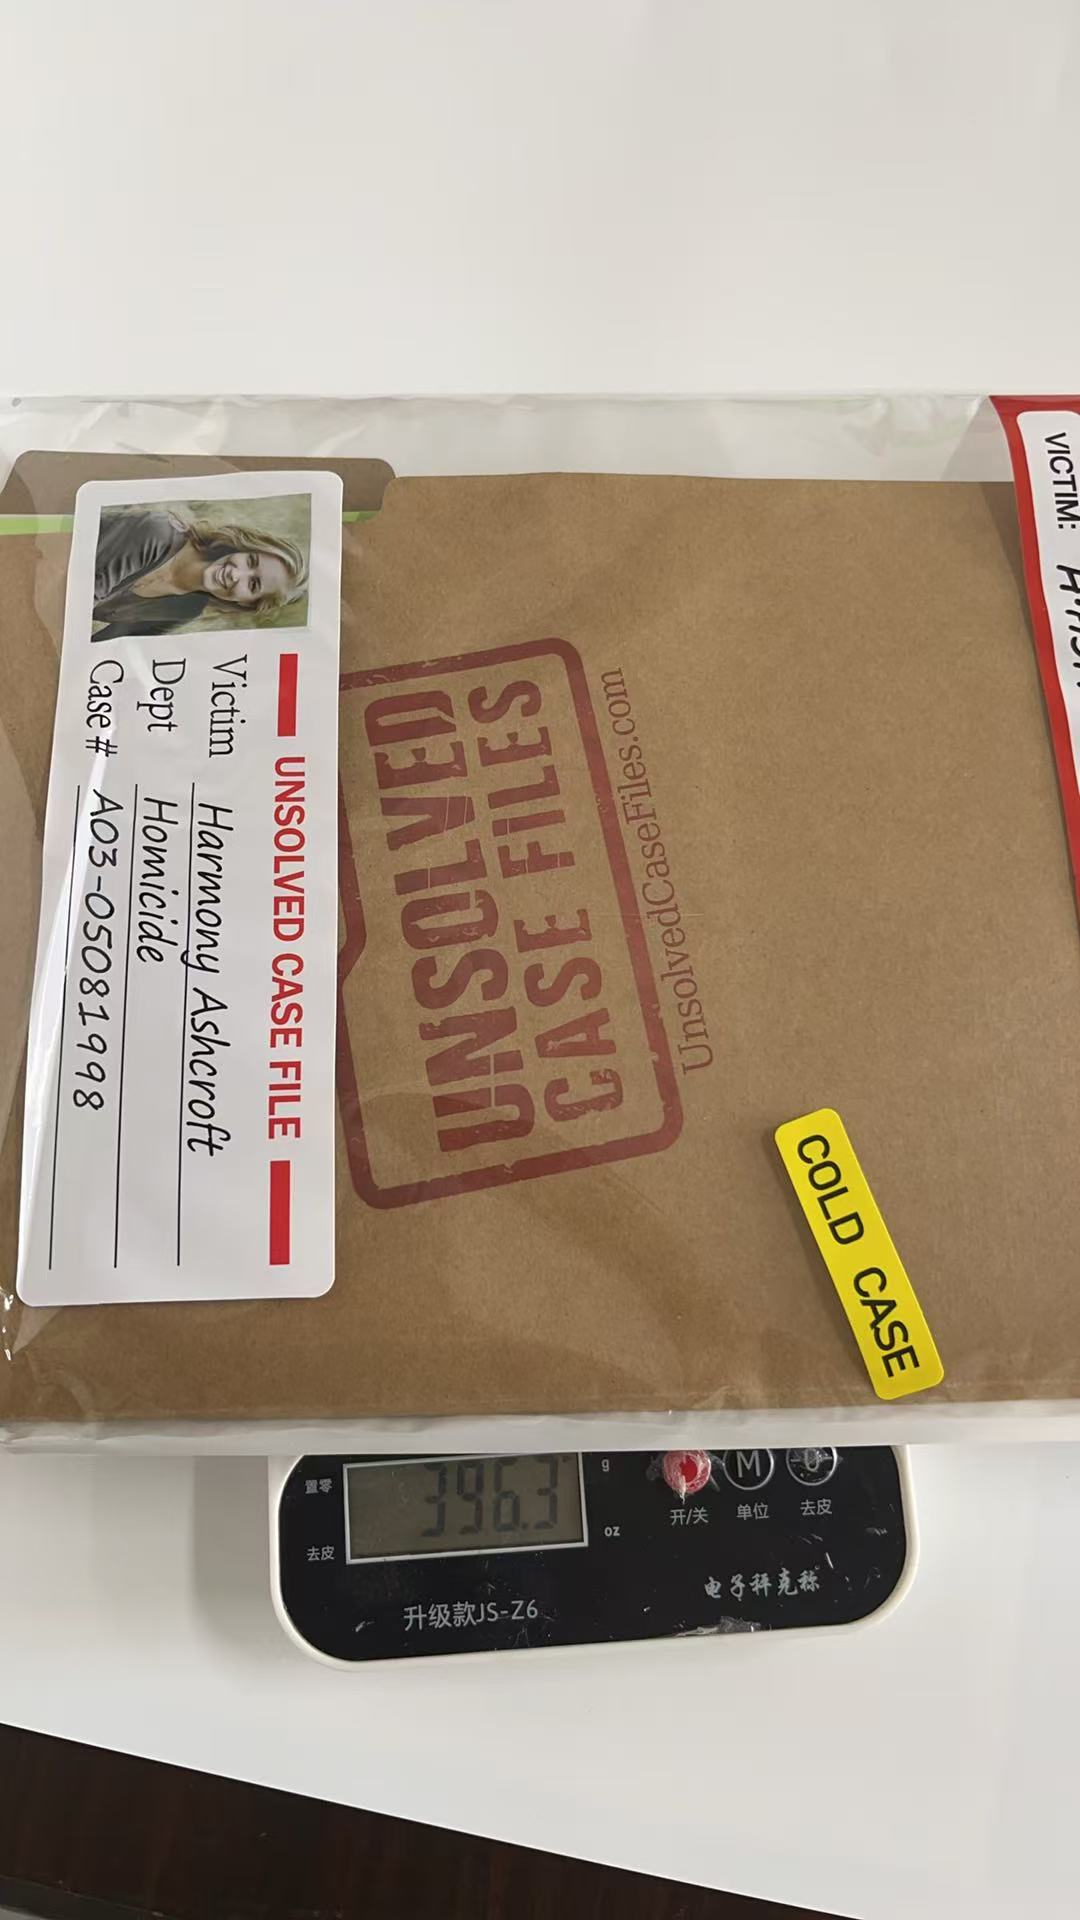 UNSOLVED CASE FILE
Victim Harmony Ashcroft
Dept Homicide
Case # A03-05081998
UNSOLVED
CASE FILES
UnsolvedCaseFiles.com
COLD CASE
VICTIM:
置零
去皮
396.3
g
oz
M
开/关
单位
去皮
升级款JS-Z6
电子秤克称